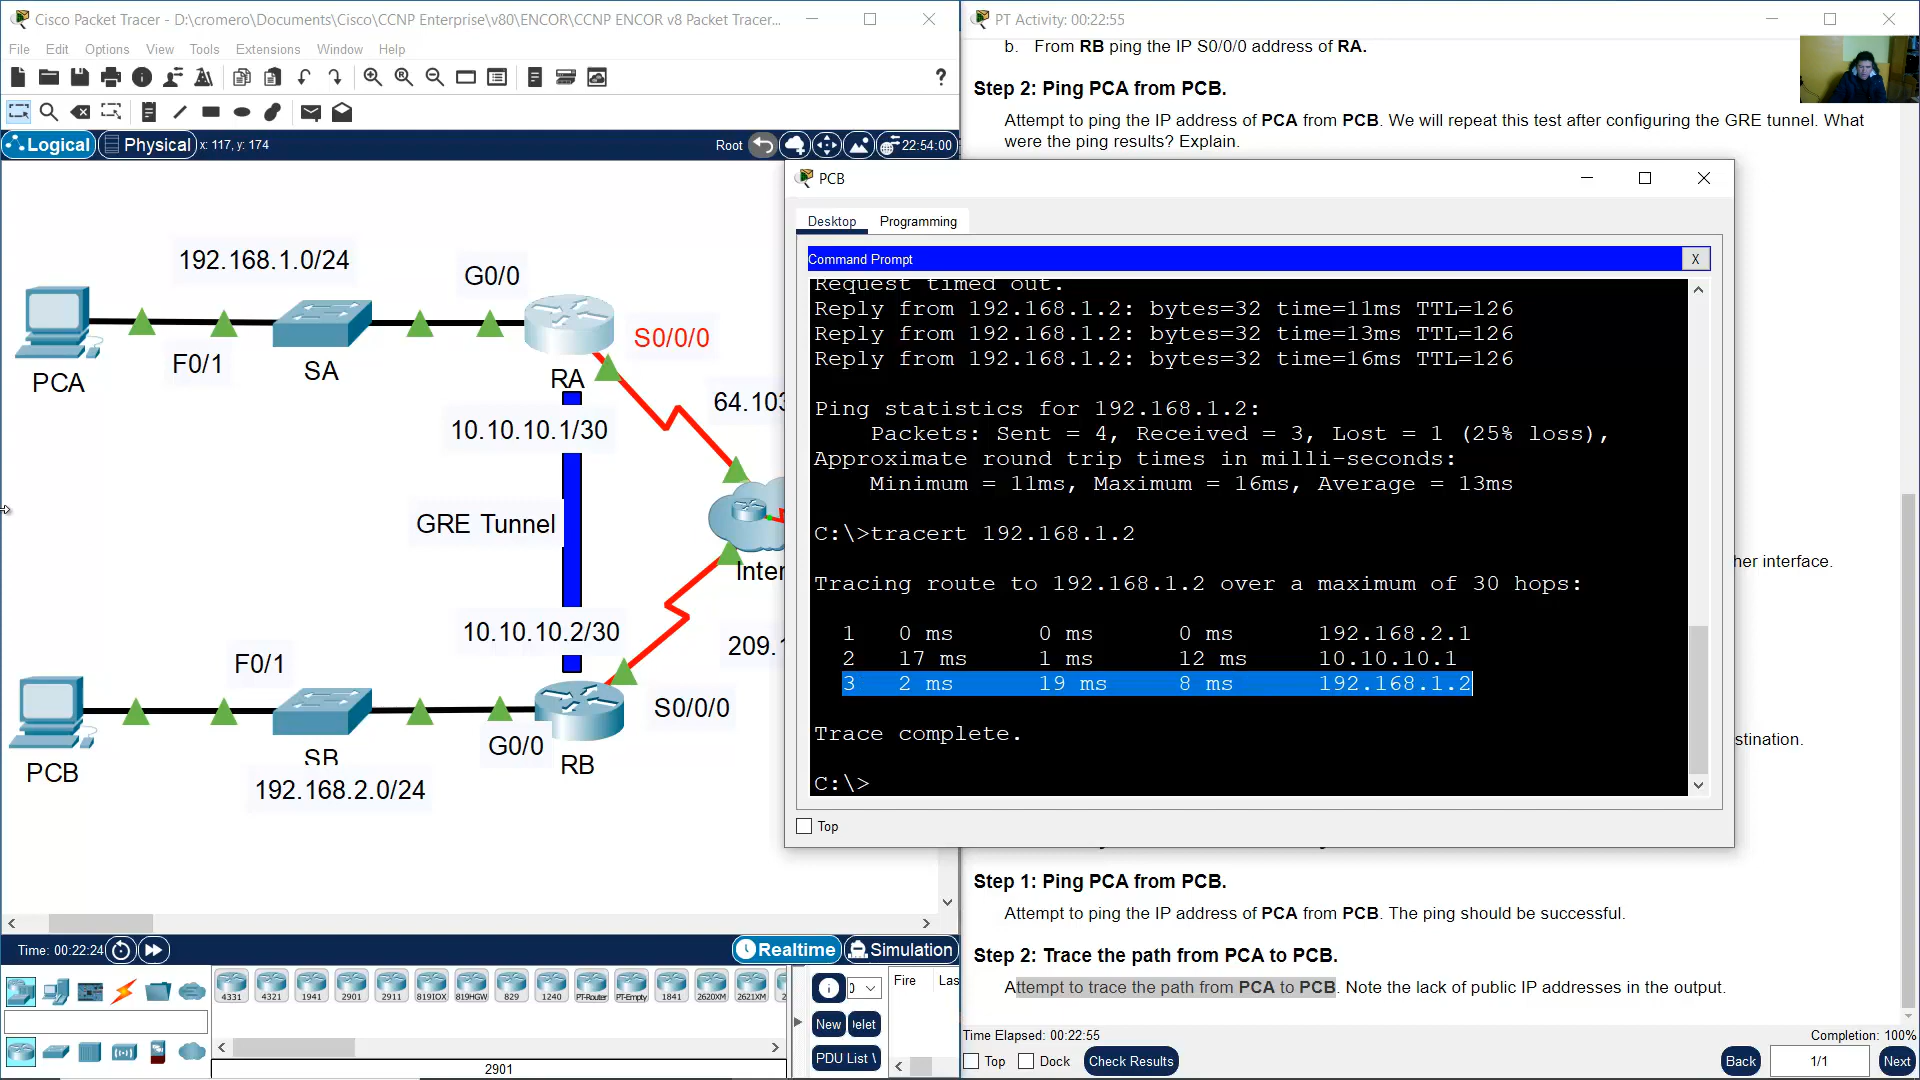 Cisco Packet Tracer - D:\cromero\Documents\Cisco\CCNP Enterprise\v80\ENCOR\CCNP ENCOR v8 Packet Tracer...
File Edit Options View Tools Scripts Extensions Window Help
Logical Physical x: 117, y: 174 Root 22:54:00
192.168.1.0/24
G0/0
S0/0/0
F0/1
SA
PCA
RA
64.103
10.10.10.1/30
GRE Tunnel
Inter
10.10.10.2/30
209.1
F0/1
S0/0/0
G0/0
SB
RB
PCB
192.168.2.0/24
Time: 00:22:24 Realtime Simulation
4331 4321 1941 2901 2911 819IOX 819HGW 829 1240 PT-Router PT-Empty 1841 2620XM 2621XM
2901
Fire Las
New
PDU List
PT Activity: 00:22:55
b. From RB ping the IP S0/0/0 address of RA.
Step 2: Ping PCA from PCB.
Attempt to ping the IP address of PCA from PCB. We will repeat this test after configuring the GRE tunnel. What
were the ping results? Explain.
PCB
Desktop Programming
Command Prompt X
Request timed out.
Reply from 192.168.1.2: bytes=32 time=11ms TTL=126
Reply from 192.168.1.2: bytes=32 time=13ms TTL=126
Reply from 192.168.1.2: bytes=32 time=16ms TTL=126
Ping statistics for 192.168.1.2:
Packets: Sent = 4, Received = 3, Lost = 1 (25% loss),
Approximate round trip times in milli-seconds:
Minimum = 11ms, Maximum = 16ms, Average = 13ms
C:\>tracert 192.168.1.2
Tracing route to 192.168.1.2 over a maximum of 30 hops:
1 0 ms 0 ms 0 ms 192.168.2.1
2 17 ms 1 ms 12 ms 10.10.10.1
3 2 ms 19 ms 8 ms 192.168.1.2
Trace complete.
C:\>
Top
her interface.
stination.
Step 1: Ping PCA from PCB.
Attempt to ping the IP address of PCA from PCB. The ping should be successful.
Step 2: Trace the path from PCA to PCB.
Attempt to trace the path from PCA to PCB. Note the lack of public IP addresses in the output.
Time Elapsed: 00:22:55 Completion: 100%
Top Dock Check Results Back 1/1 Next